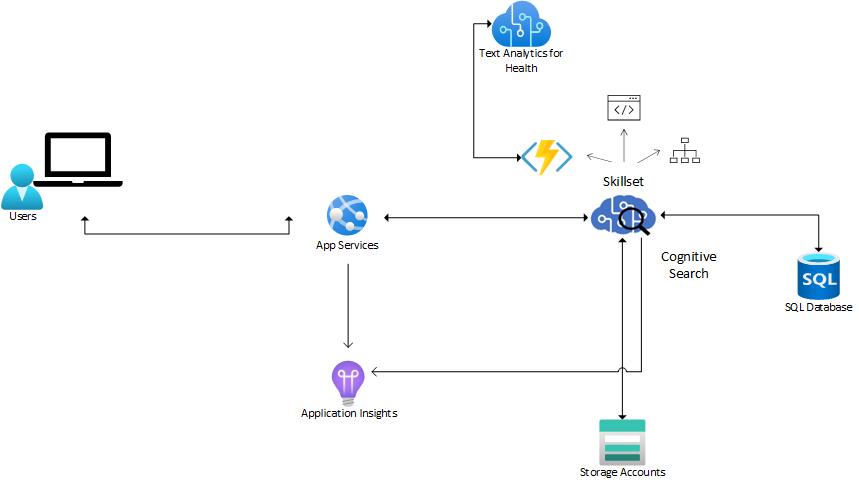 Text Analytics for
Health
</>
Skillset
Users
App Services
Cognitive
Search
SQL
SQL Database
Application Insights
Storage Accounts